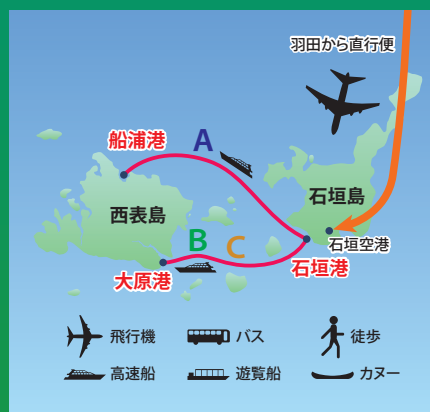 羽田から直行便
船浦港
A
石垣島
西表島
石垣空港
B
C
石垣港
大原港
飛行機
バス
徒歩
高速船
遊覧船
カヌー